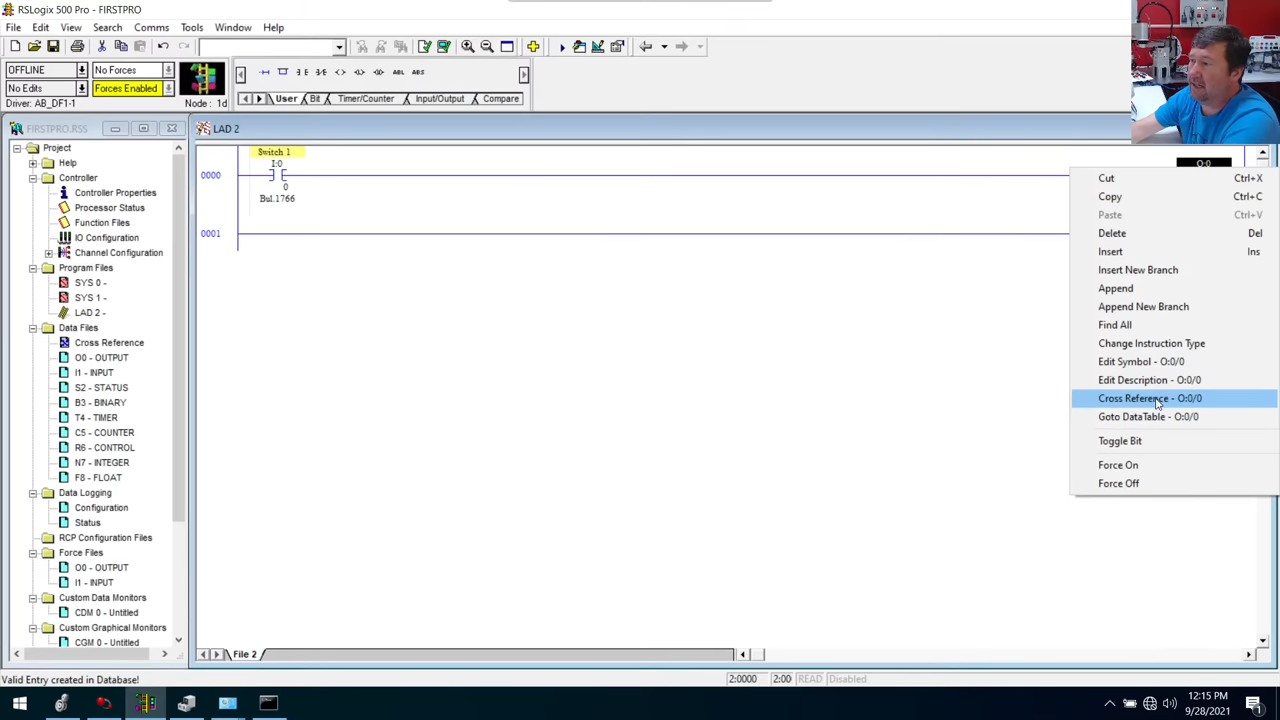 RSLogix 500 Pro - FIRSTPRO
File Edit View Search Comms Tools Window Help
OFFLINE No Forces
No Edits Forces Enabled
Driver: AB_DF1-1 Node : 1d
ABL ABS
User Bit Timer/Counter Input/Output Compare
FIRSTPRO.RSS
Project
Help
Controller
Controller Properties
Processor Status
Function Files
IO Configuration
Channel Configuration
Program Files
SYS 0 -
SYS 1 -
LAD 2 -
Data Files
Cross Reference
O0 - OUTPUT
I1 - INPUT
S2 - STATUS
B3 - BINARY
T4 - TIMER
C5 - COUNTER
R6 - CONTROL
N7 - INTEGER
F8 - FLOAT
Data Logging
Configuration
Status
RCP Configuration Files
Force Files
O0 - OUTPUT
I1 - INPUT
Custom Data Monitors
CDM 0 - Untitled
Custom Graphical Monitors
CGM 0 - Untitled
LAD 2
Switch 1
I:0
0000
0
Bul.1766
0001
O:0
Cut Ctrl+X
Copy Ctrl+C
Paste Ctrl+V
Delete Del
Insert Ins
Insert New Branch
Append
Append New Branch
Find All
Change Instruction Type
Edit Symbol - O:0/0
Edit Description - O:0/0
Cross Reference - O:0/0
Goto DataTable - O:0/0
Toggle Bit
Force On
Force Off
File 2
Valid Entry created in Database!
2:0000 2:00 READ Disabled
12:15 PM
9/28/2021
1